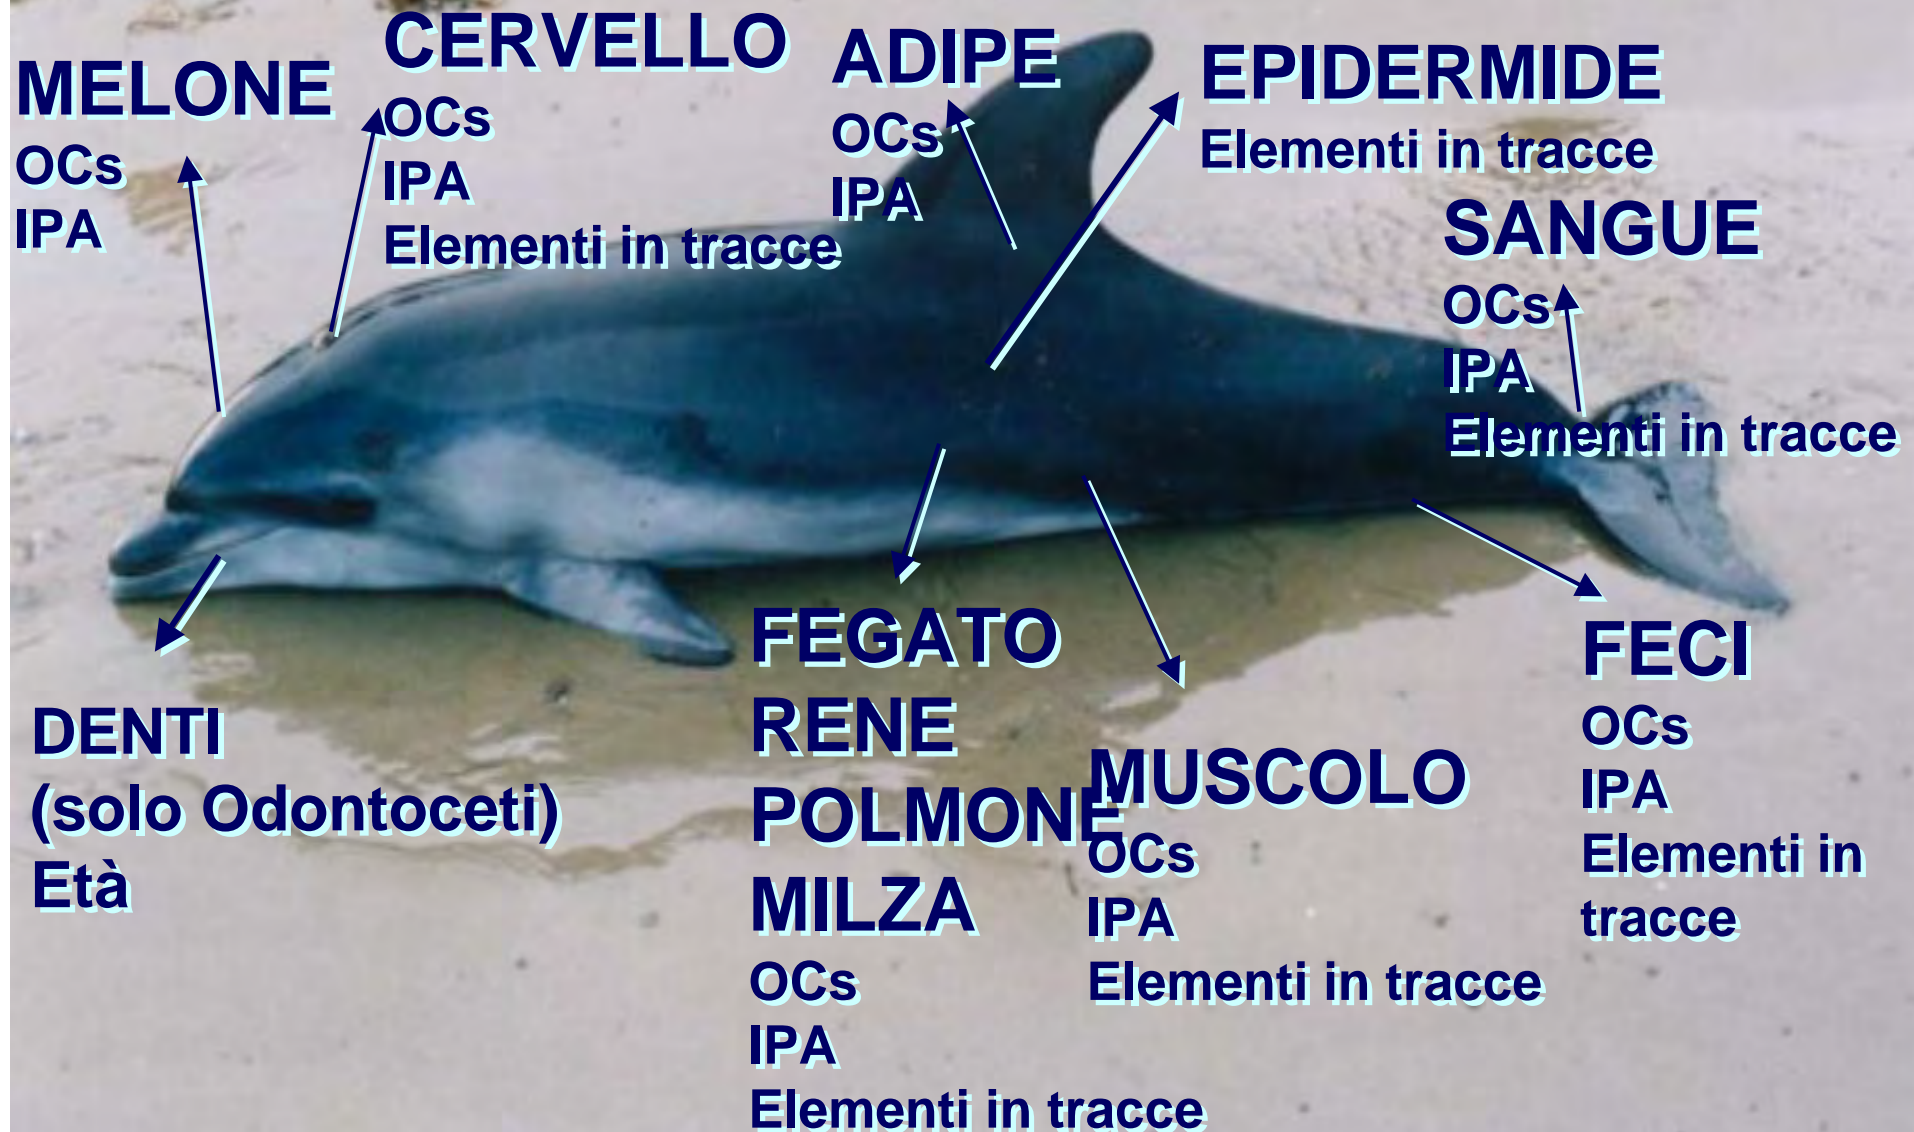 MELONE
OCs
IPA
CERVELLO
OCs
IPA
Elementi in tracce
ADIPE
OCs
IPA
EPIDERMIDE
Elementi in tracce
SANGUE
OCs
IPA
Elementi in tracce
DENTI
(solo Odontoceti)
Età
FEGATO
RENE
POLMONE
MILZA
OCs
IPA
Elementi in tracce
MUSCOLO
OCs
IPA
Elementi in tracce
FECI
OCs
IPA
Elementi in
tracce